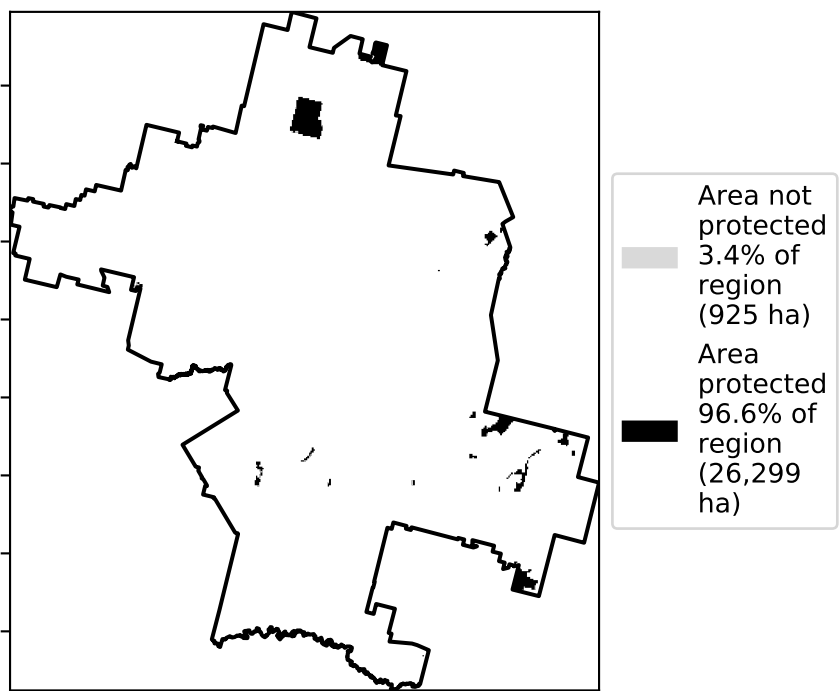 Area not
protected
3.4% of
region
(925 ha)
Area
protected
96.6% of
region
(26,299
ha)